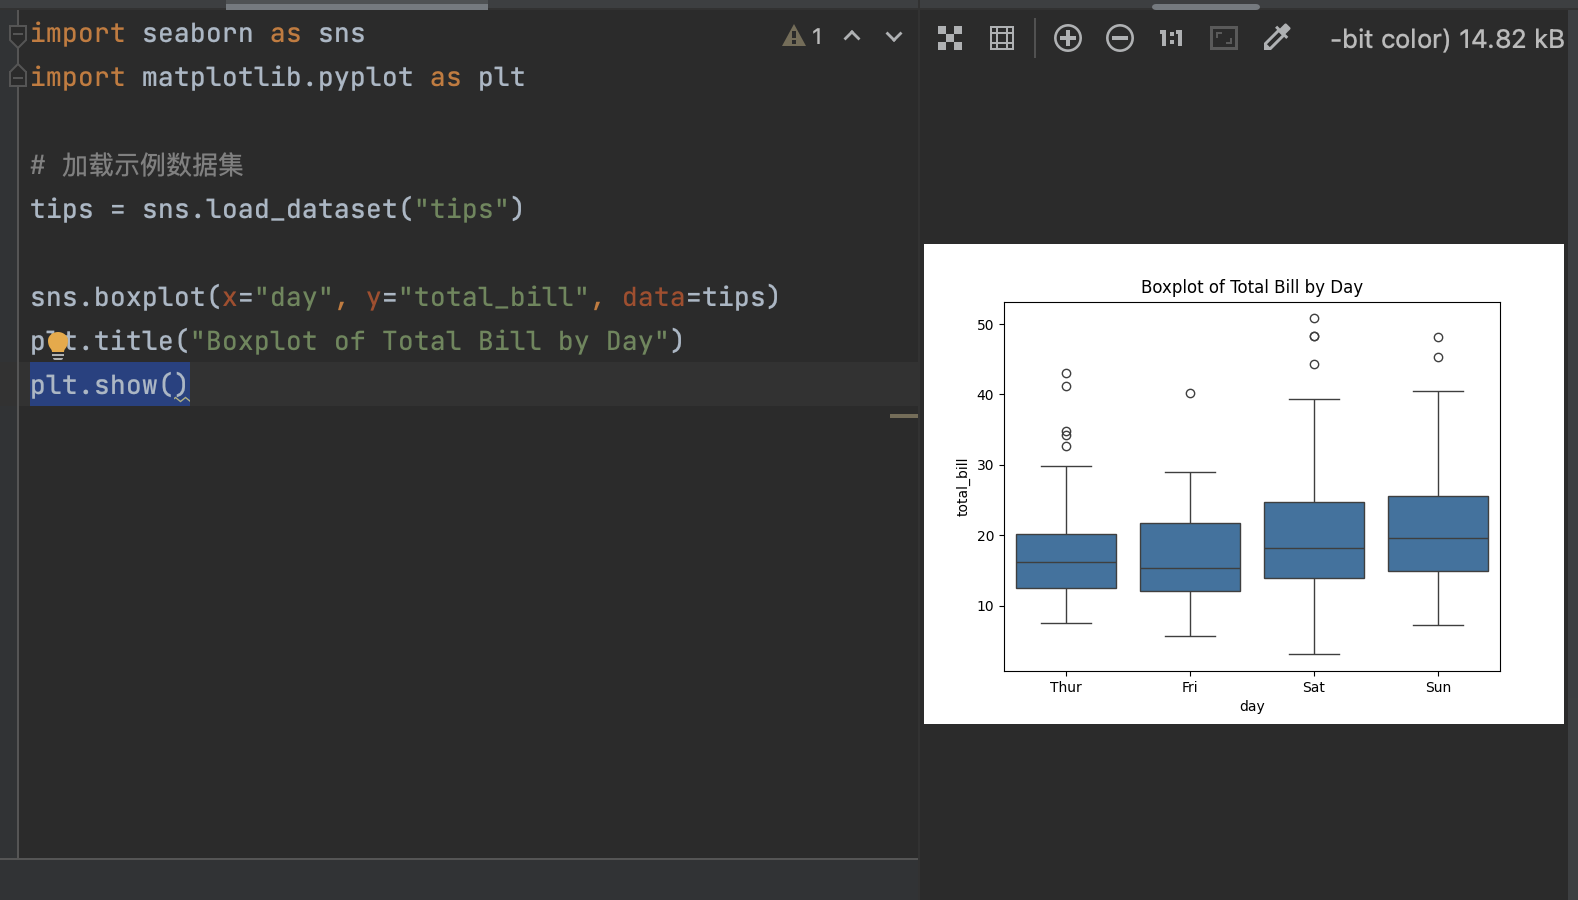 import seaborn as sns
import matplotlib.pyplot as plt
# 加载示例数据集
tips = sns.load_dataset("tips")
sns.boxplot(x="day", y="total_bill", data=tips)
plt.title("Boxplot of Total Bill by Day")
plt.show()
1
1:1
-bit color) 14.82 kB
Boxplot of Total Bill by Day
50
40
30
20
10
total_bill
Thur Fri Sat Sun
day